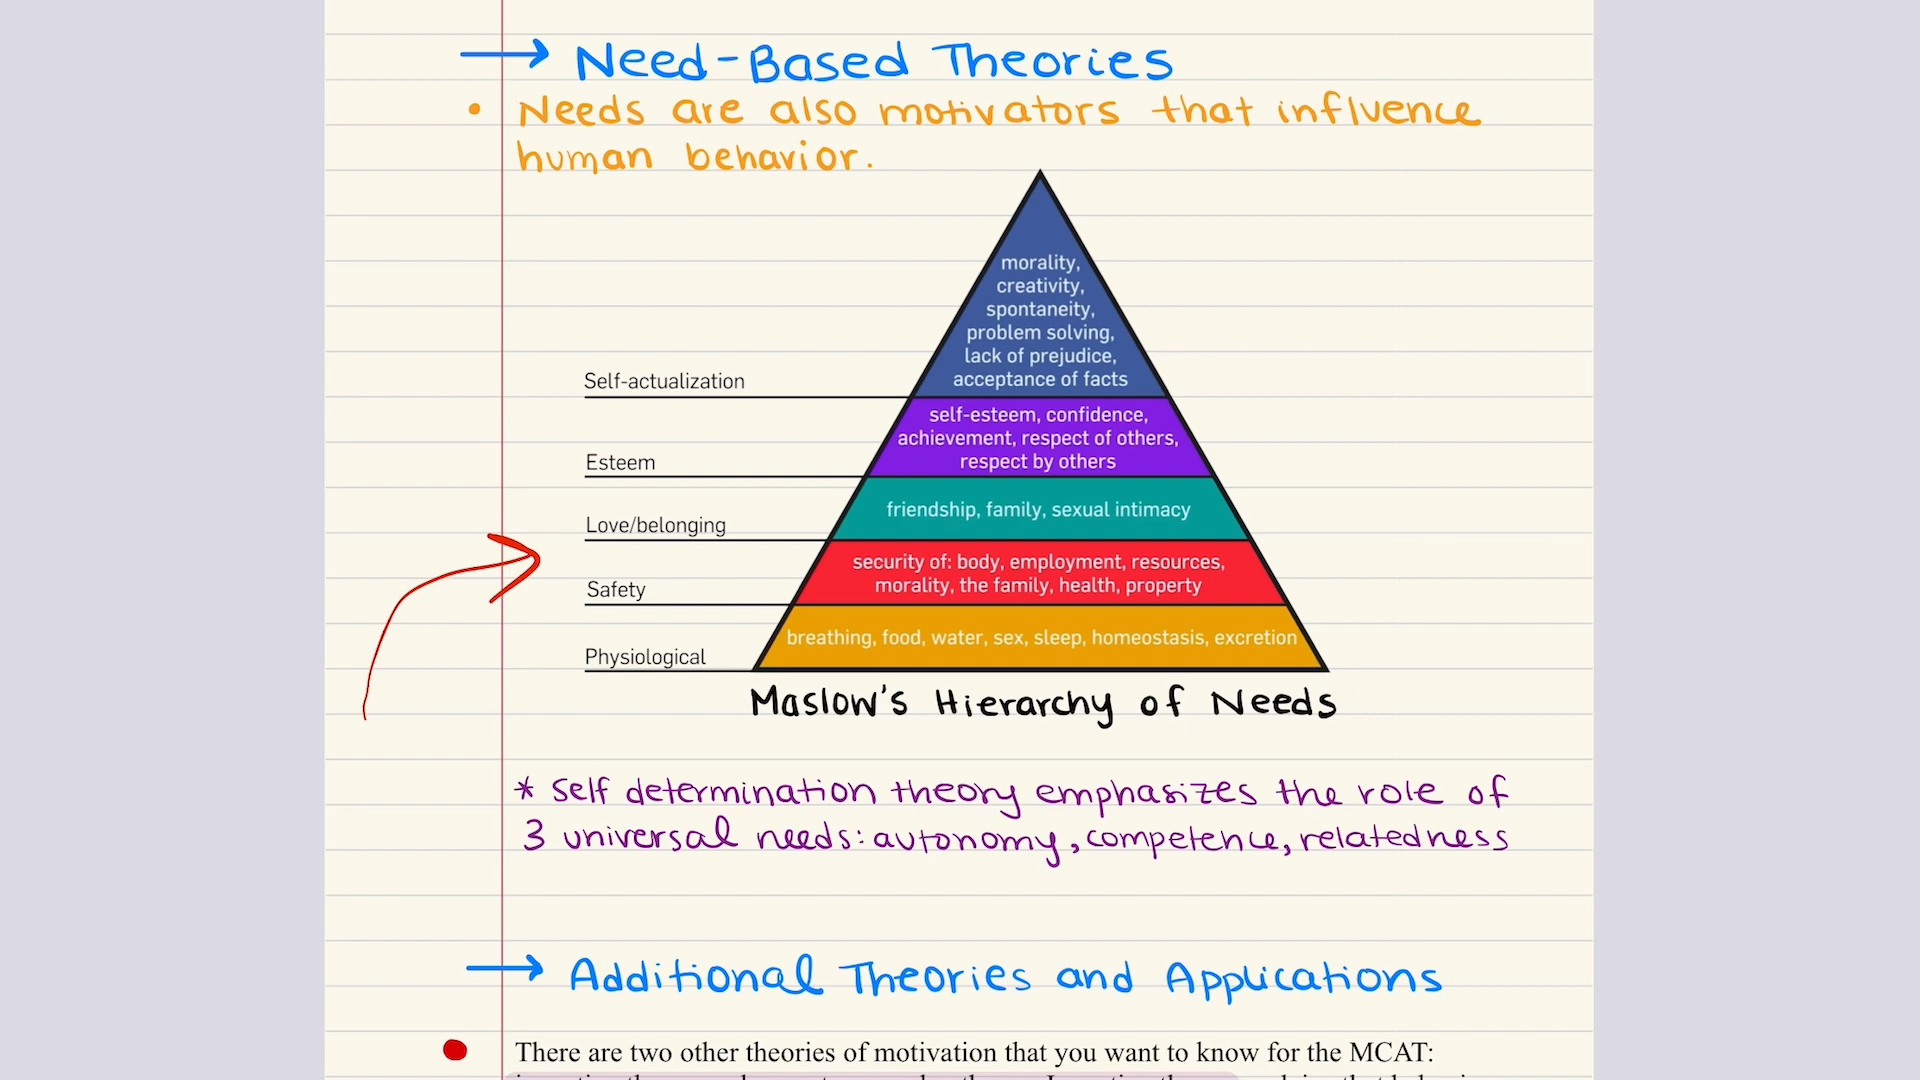 Need-Based Theories
• Needs are also motivators that influence
human behavior.
morality,
creativity,
spontaneity,
problem solving,
lack of prejudice,
acceptance of facts
Self-actualization
self-esteem, confidence,
achievement, respect of others,
respect by others
Esteem
friendship, family, sexual intimacy
Love/belonging
security of: body, employment, resources,
morality, the family, health, property
Safety
breathing, food, water, sex, sleep, homeostasis, excretion
Physiological
Maslow's Hierarchy of Needs
* Self determination theory emphasizes the role of
3 universal needs: autonomy, competence, relatedness
Additional Theories and Applications
There are two other theories of motivation that you want to know for the MCAT: